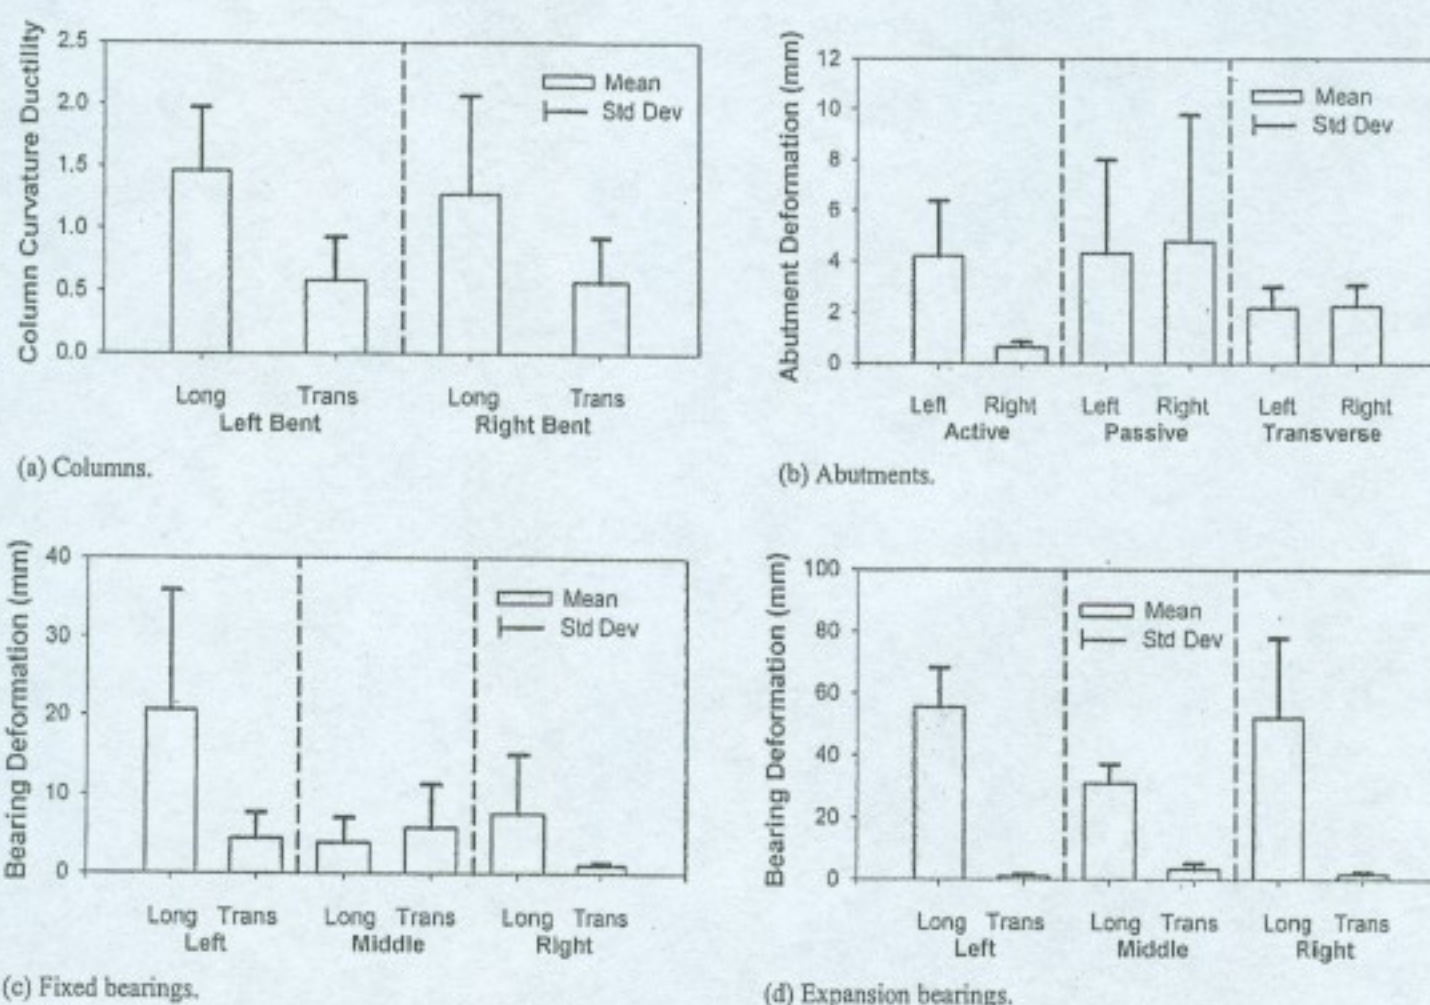 Column Curvature Ductility
2.5
2.0
1.5
1.0
0.5
0.0
Mean
Std Dev
Long Trans Long Trans
Left Bent Right Bent
(a) Columns.
Abutment Deformation (mm)
12
10
8
6
4
2
0
Mean
Std Dev
Left Right Left Right Left Right
Active Passive Transverse
(b) Abutments.
Bearing Deformation (mm)
40
30
20
10
0
Mean
Std Dev
Long Trans Long Trans Long Trans
Left Middle Right
(c) Fixed bearings.
Bearing Deformation (mm)
100
80
60
40
20
0
Mean
Std Dev
Long Trans Long Trans Long Trans
Left Middle Right
(d) Expansion bearings.